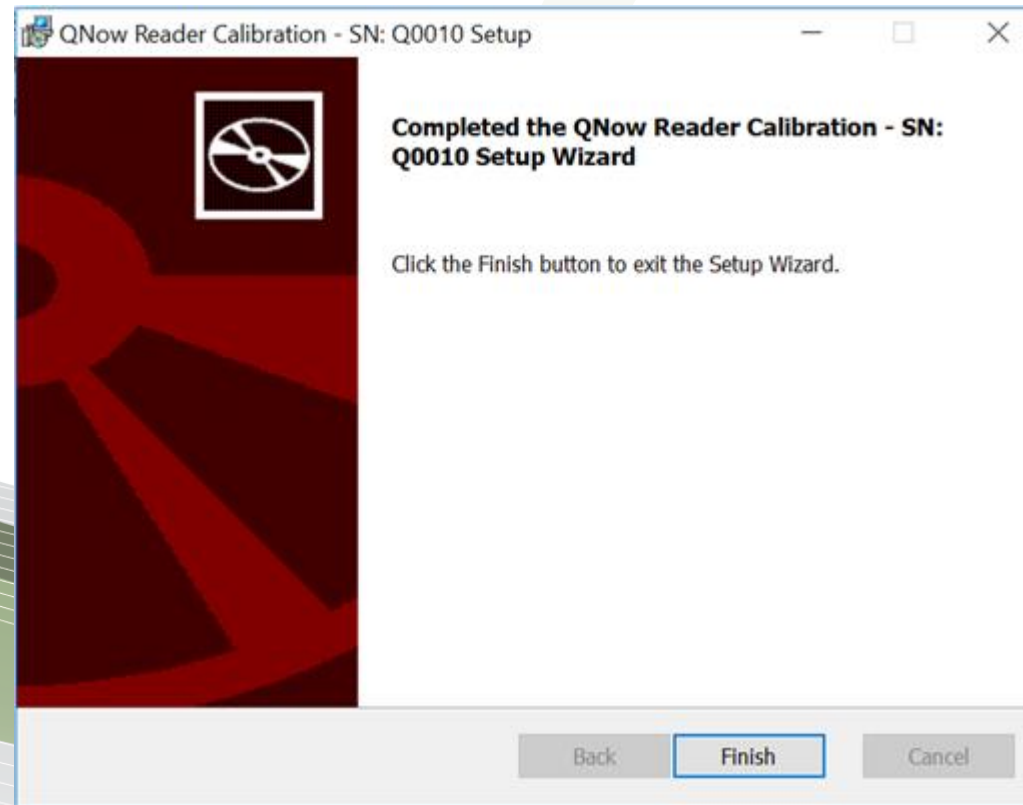 QNow Reader Calibration - SN: Q0010 Setup
Completed the QNow Reader Calibration - SN:
Q0010 Setup Wizard
Click the Finish button to exit the Setup Wizard.
Back Finish Cancel